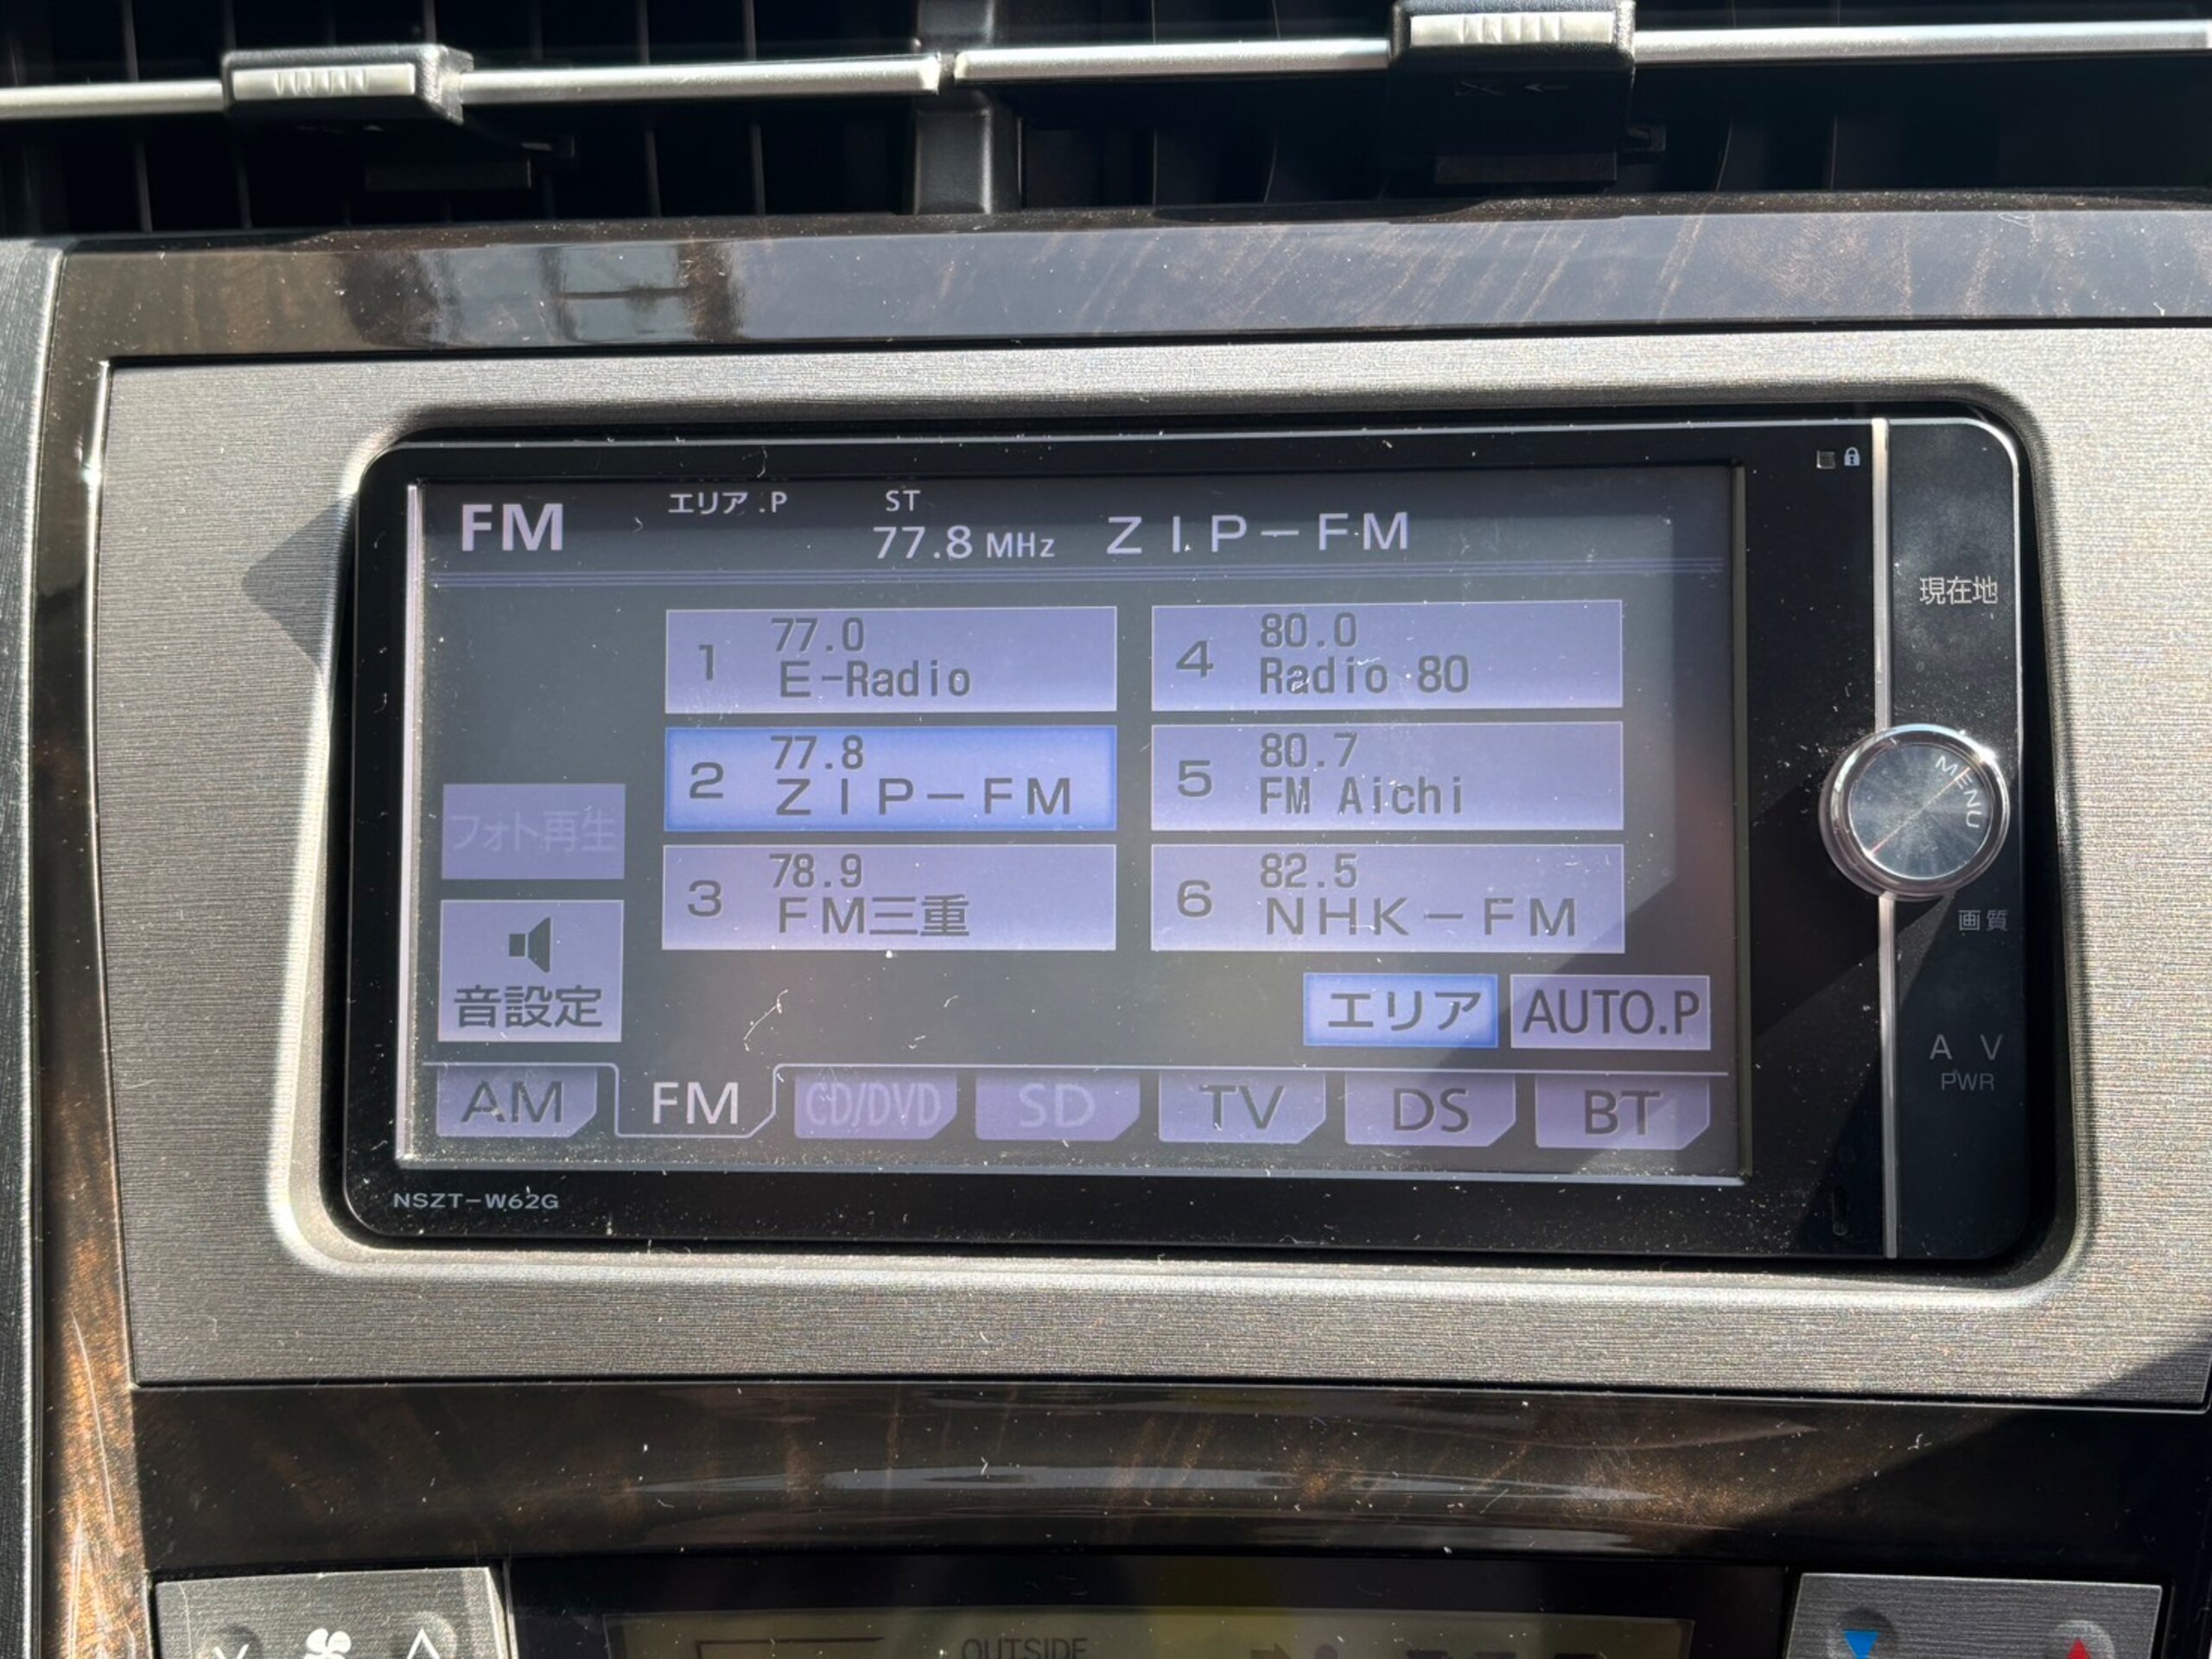 FM エリア.P ST
77.8 MHz ZIP-FM
1 77.0
E-Radio
4 80.0
Radio 80
2 77.8
ZIP-FM
5 80.7
FM Aichi
3 78.9
FM三重
6 82.5
NHK-FM
フォト再生
音設定
エリア AUTO.P
AM FM CD/DVD SD TV DS BT
NSZT-W62G
現在地
MENU
画質
A V
PWR
OUTSIDE